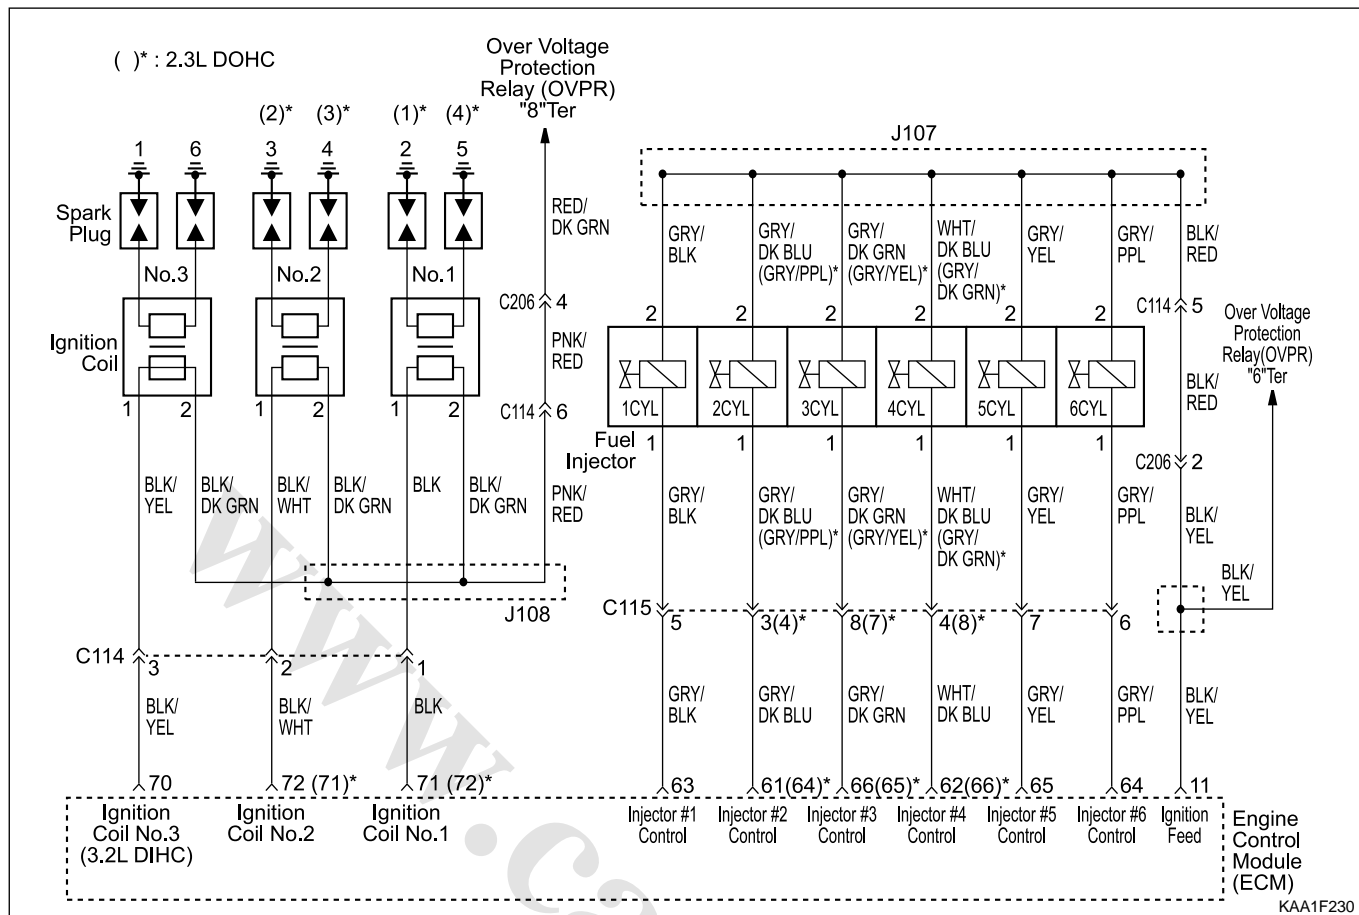 ( )* : 2.3L DOHC
Over Voltage
Protection
Relay (OVPR)
"8"Ter
(2)* (3)* (1)* (4)*
1 6 3 4 2 5
Spark
Plug
RED/
DK GRN
No.3 No.2 No.1
C206 4
Ignition
Coil
PNK/
RED
1 2 1 2 1 2
C114 6
BLK/
YEL
BLK/
DK GRN
BLK/
WHT
BLK/
DK GRN
BLK
BLK/
DK GRN
PNK/
RED
J108
C114 3 2 1
BLK/
YEL
BLK/
WHT
BLK
70 72 (71)* 71 (72)*
Ignition
Coil No.3
(3.2L DIHC)
Ignition
Coil No.2
Ignition
Coil No.1
J107
GRY/
BLK
GRY/
DK BLU
(GRY/PPL)*
GRY/
DK GRN
(GRY/YEL)*
WHT/
DK BLU
(GRY/
DK GRN)*
GRY/
YEL
GRY/
PPL
BLK/
RED
2 2 2 2 2 2
C114 5
Over Voltage
Protection
Relay(OVPR)
"6"Ter
1CYL 2CYL 3CYL 4CYL 5CYL 6CYL
BLK/
RED
Fuel
Injector
1 1 1 1 1 1
C206 2
GRY/
BLK
GRY/
DK BLU
(GRY/PPL)*
GRY/
DK GRN
(GRY/YEL)*
WHT/
DK BLU
(GRY/
DK GRN)*
GRY/
YEL
GRY/
PPL
BLK/
YEL
BLK/
YEL
C115 5 3(4)* 8(7)* 4(8)* 7 6
GRY/
BLK
GRY/
DK BLU
GRY/
DK GRN
WHT/
DK BLU
GRY/
YEL
GRY/
PPL
BLK/
YEL
63 61(64)* 66(65)* 62(66)* 65 64 11
Injector #1
Control
Injector #2
Control
Injector #3
Control
Injector #4
Control
Injector #5
Control
Injector #6
Control
Ignition
Feed
Engine
Control
Module
(ECM)
KAA1F230
www.ca